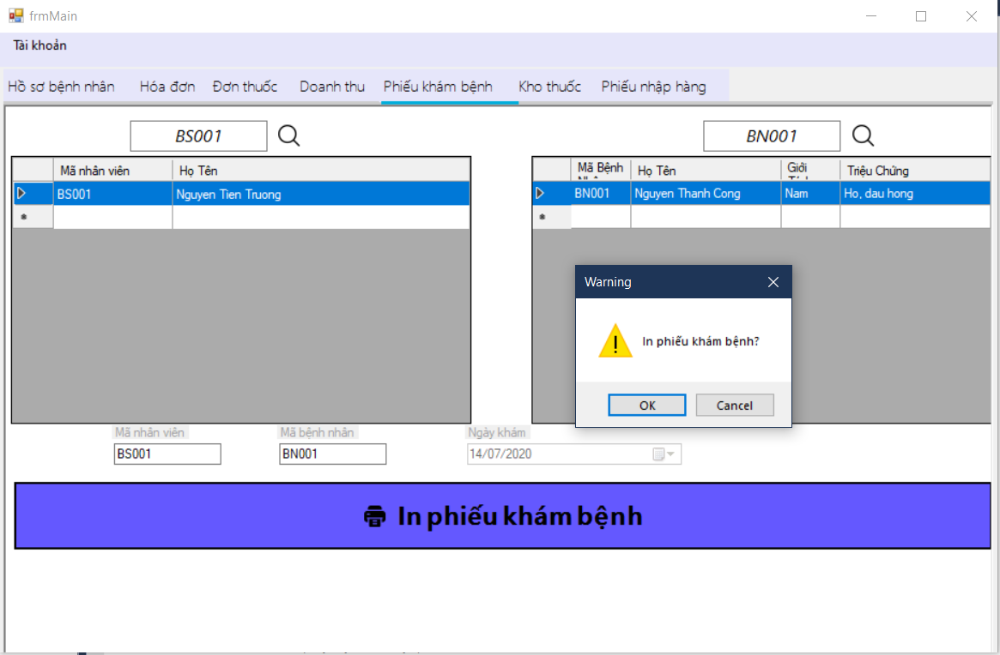 frmMain
Tài khoản
Hồ sơ bệnh nhân Hóa đơn Đơn thuốc Doanh thu Phiếu khám bệnh Kho thuốc Phiếu nhập hàng
BS001 BN001
Mã nhân viên Họ Tên
BS001 Nguyen Tien Truong
Mã Bệnh Họ Tên Giới Triệu Chứng
BN001 Nguyen Thanh Cong Nam Ho, dau hong
Warning
In phiếu khám bệnh?
OK Cancel
Mã nhân viên Mã bệnh nhân Ngày khám
BS001 BN001 14/07/2020
In phiếu khám bệnh